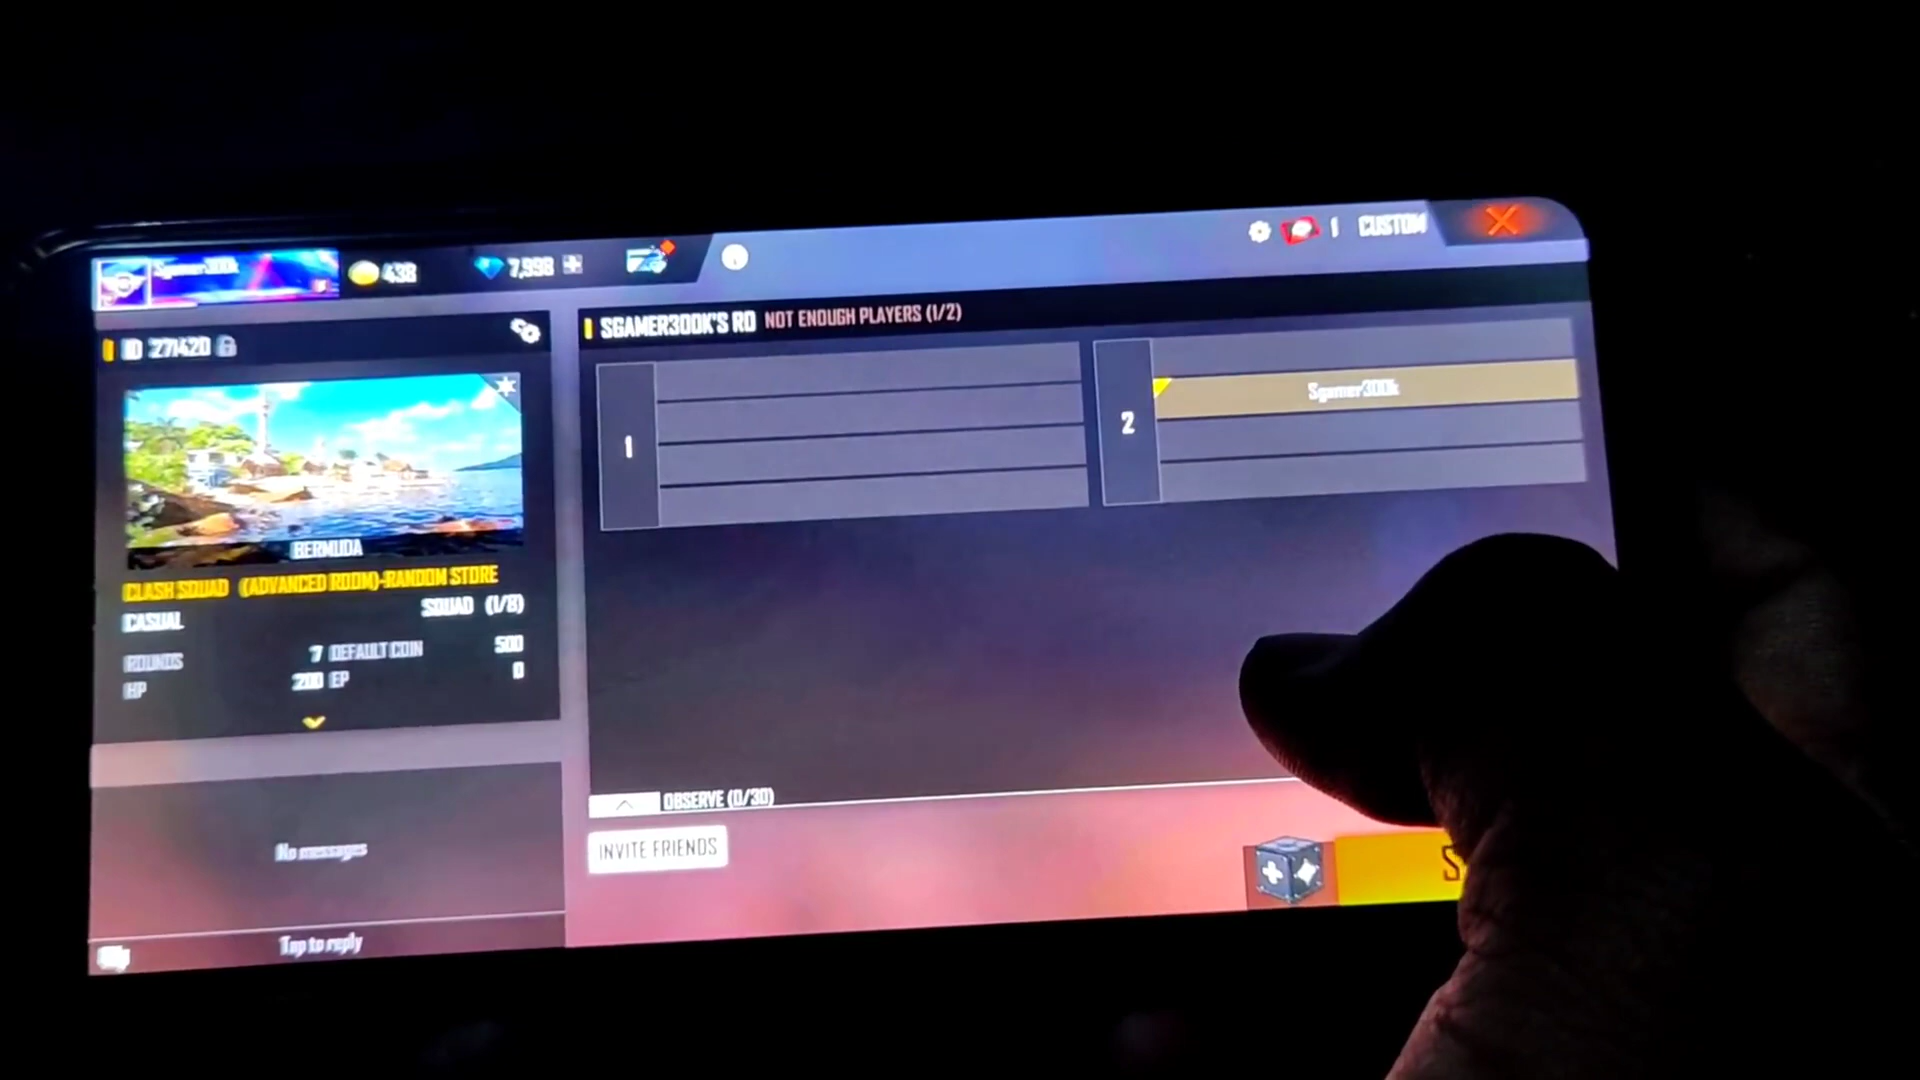 Sgamer300k
438
7,998
1 CUSTOM
ID 271420
BERMUDA
CLASH SQUAD (ADVANCED ROOM)-RANDOM STORE
CASUAL
SQUAD (1/8)
ROUNDS 7 DEFAULT COIN 500
HP 200 EP 0
No messages
Tap to reply
SGAMER300K'S RO NOT ENOUGH PLAYERS (1/2)
1
2
Sgamer300k
OBSERVE (0/30)
INVITE FRIENDS